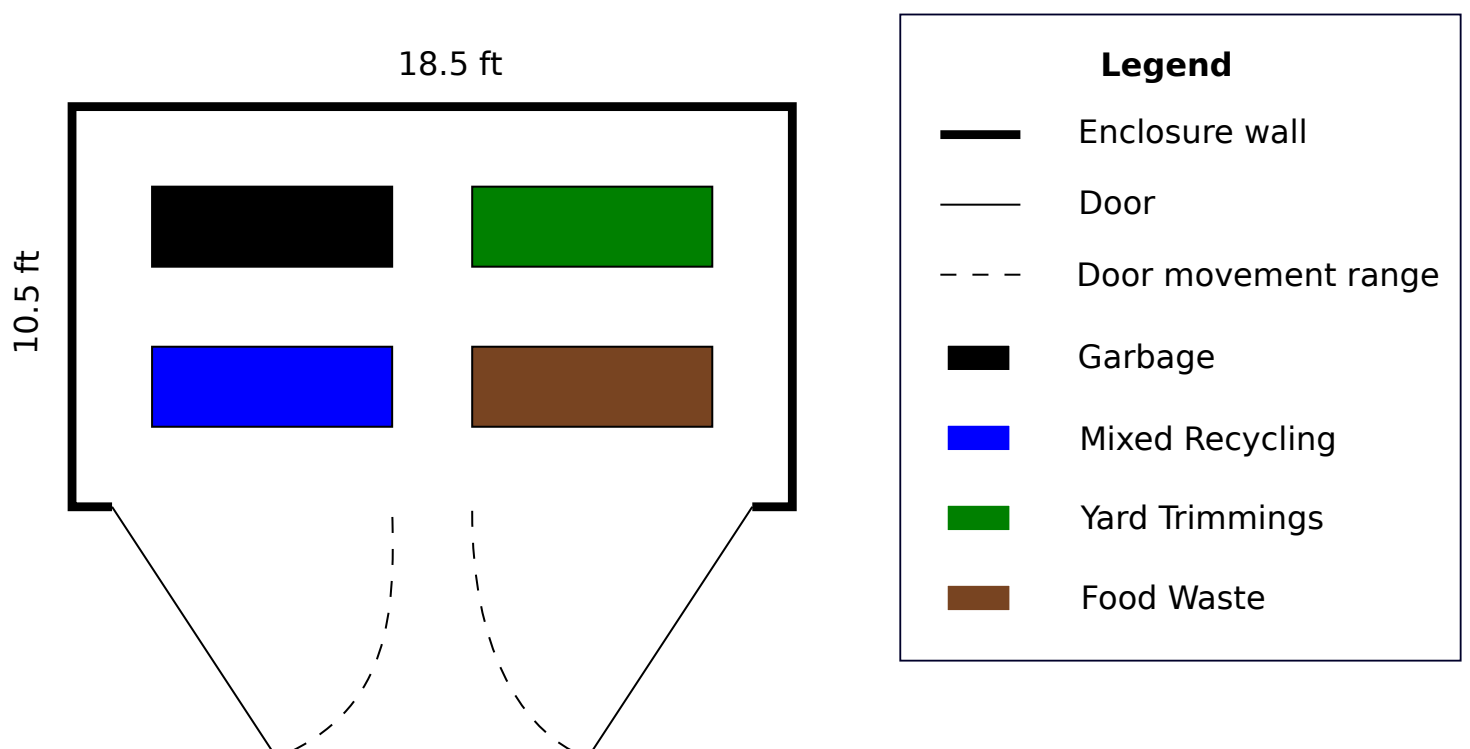 18.5 ft
10.5 ft
Legend
Enclosure wall
Door
Door movement range
Garbage
Mixed Recycling
Yard Trimmings
Food Waste